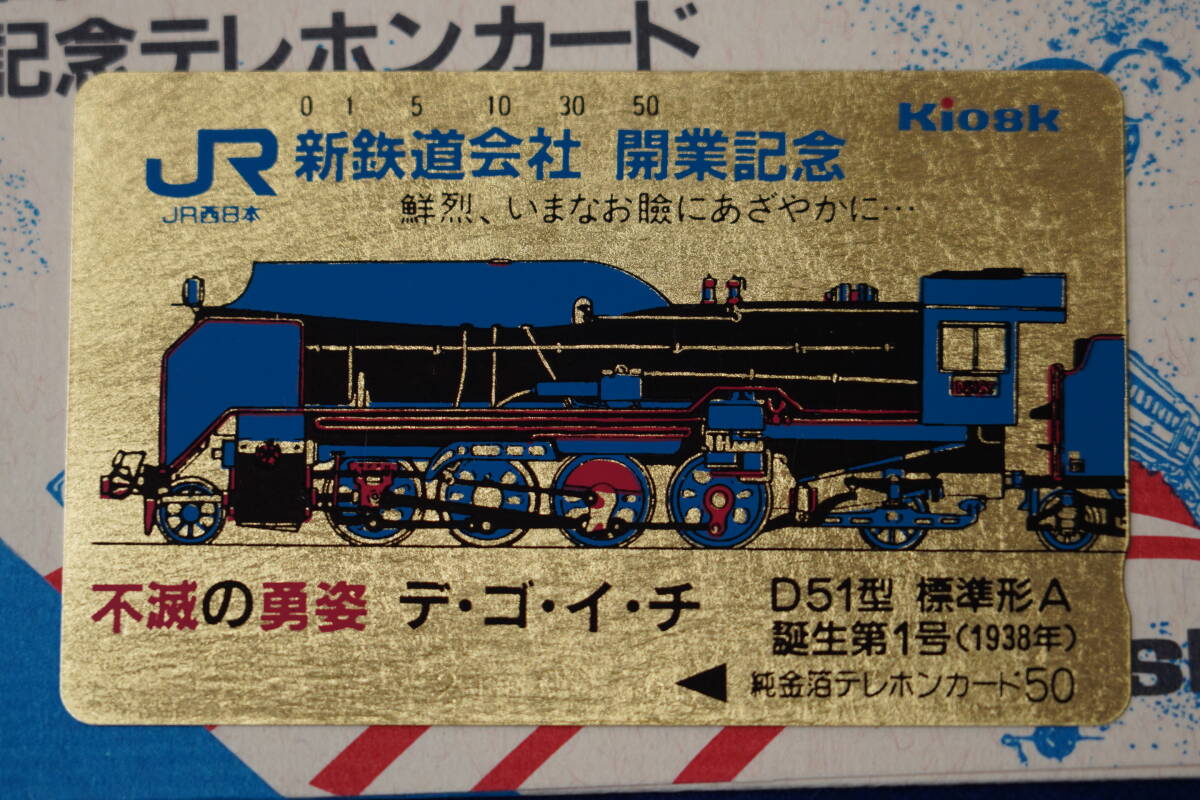 記念テレホンカード
0 1 5 10 30 50
Kiosk
JR 新鉄道会社 開業記念
JR西日本
鮮烈、いまなお瞼にあざやかに…
不滅の勇姿 デ・ゴ・イ・チ
D51型 標準形A
誕生第1号(1938年)
◀ 純金箔テレホンカード50